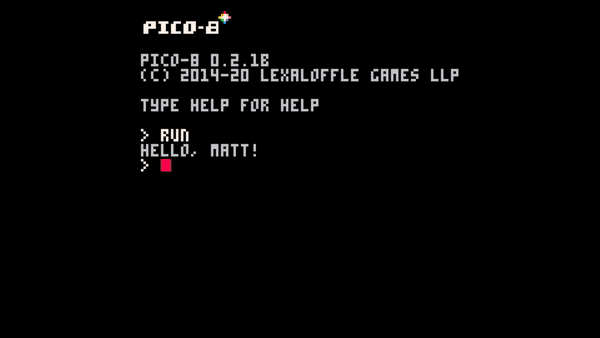 PICO-8
PICO-8 0.2.1B
(C) 2014-20 LEXALOFFLE GAMES LLP
TYPE HELP FOR HELP
> RUN
HELLO, MATT!
>